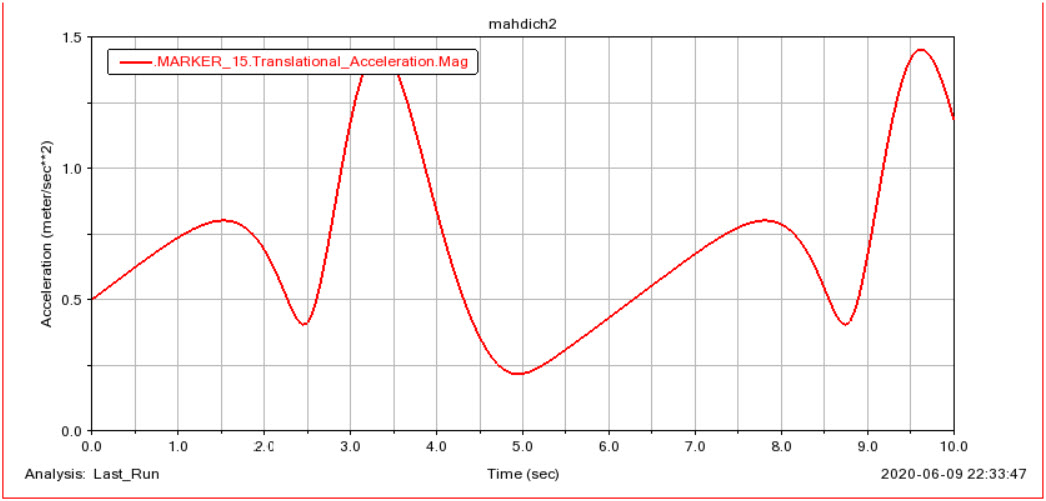 mahdich2
1.5
.MARKER_15.Translational_Acceleration.Mag
1.0
0.5
0.0
Acceleration (meter/sec**2)
0.0 1.0 2.0 3.0 4.0 5.0 6.0 7.0 8.0 9.0 10.0
Analysis: Last_Run Time (sec) 2020-06-09 22:33:47